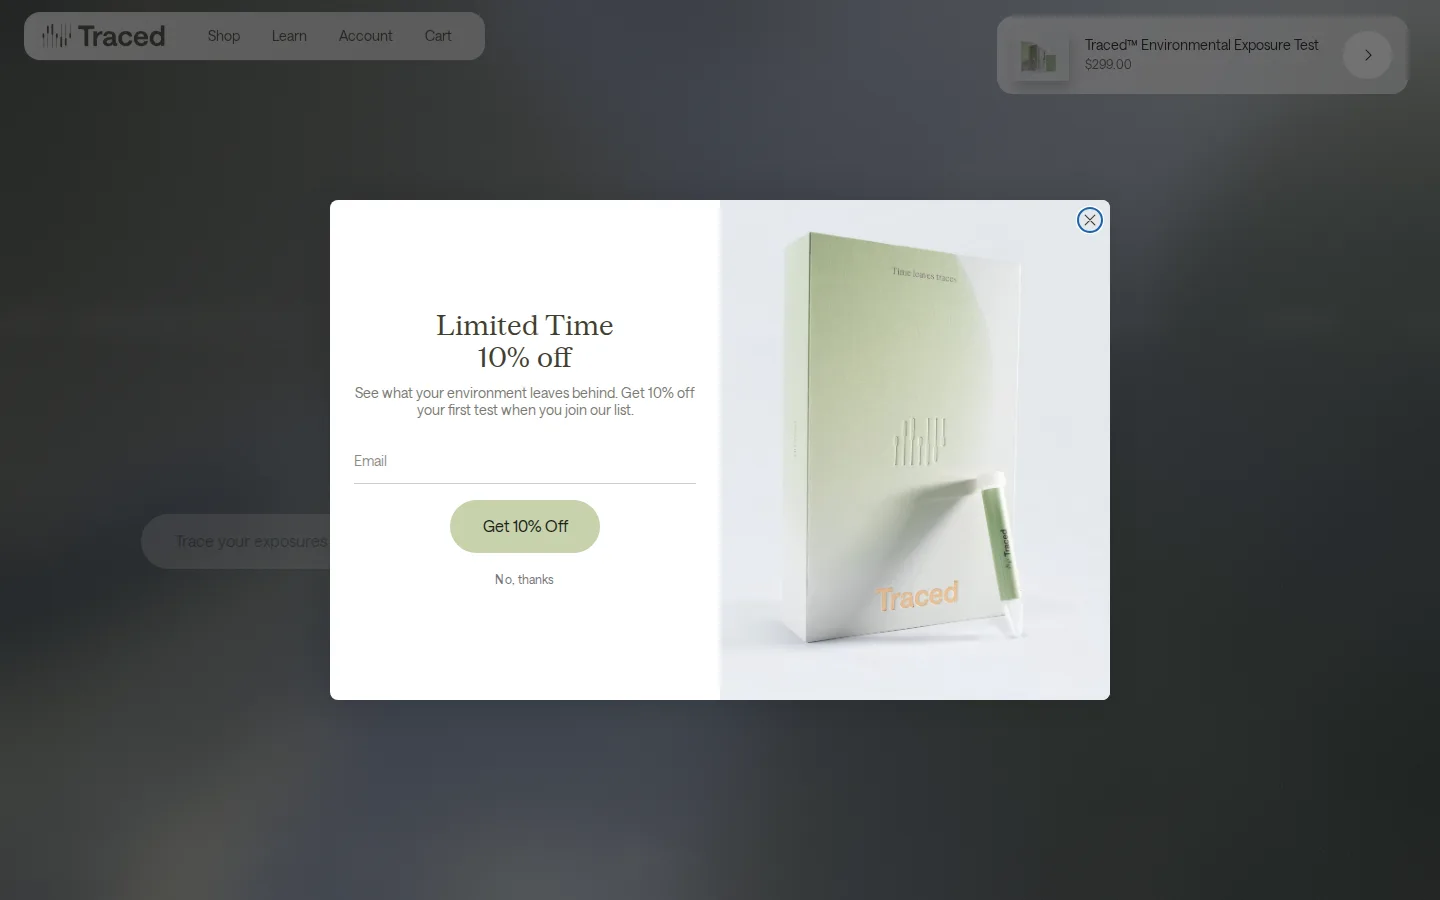 Traced
Shop
Learn
Account
Cart
Traced™ Environmental Exposure Test
$299.00
Limited Time
10% off
See what your environment leaves behind. Get 10% off
your first test when you join our list.
Email
Get 10% Off
No, thanks
Trace your exposures
Time leaves traces
Traced
by Traced